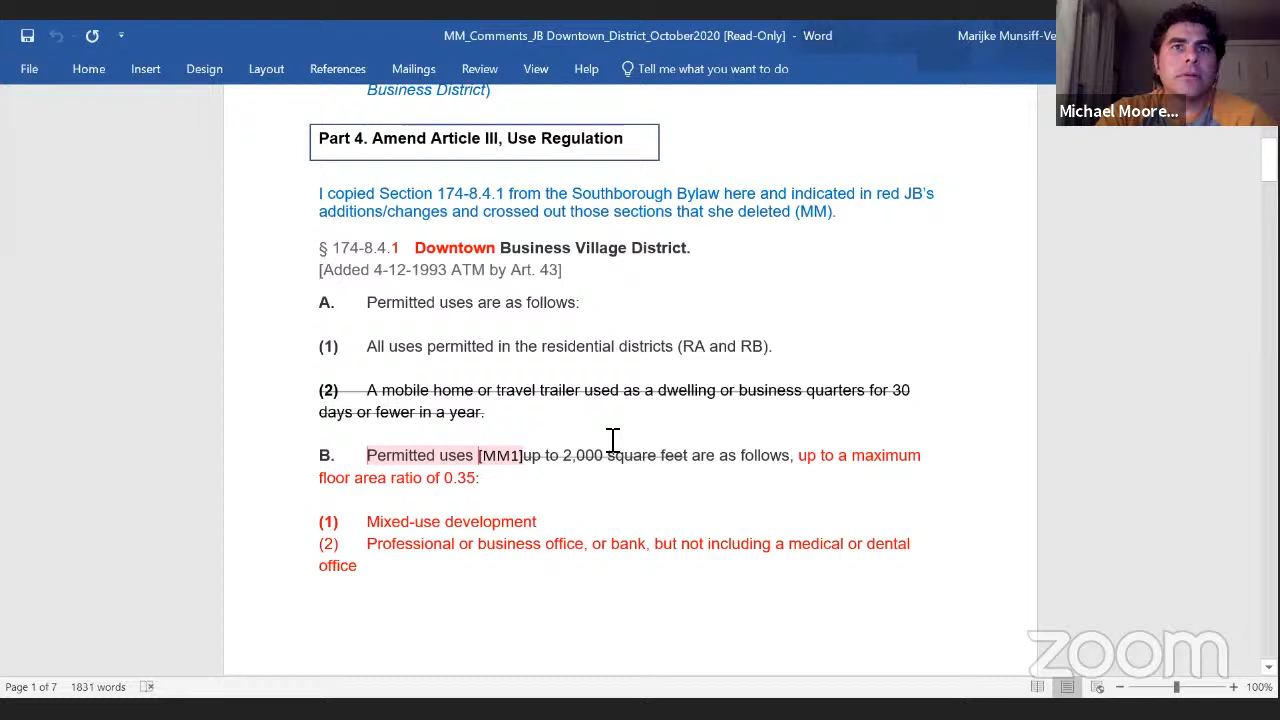 MM_Comments_JB Downtown_District_October2020 [Read-Only] - Word
Marijke Munsiff-Ve
File Home Insert Design Layout References Mailings Review View Help Tell me what you want to do
Michael Moore...
Business District)
Part 4. Amend Article III, Use Regulation
I copied Section 174-8.4.1 from the Southborough Bylaw here and indicated in red JB's
additions/changes and crossed out those sections that she deleted (MM).
§ 174-8.4.1 Downtown Business Village District.
[Added 4-12-1993 ATM by Art. 43]
A. Permitted uses are as follows:
(1) All uses permitted in the residential districts (RA and RB).
(2) A mobile home or travel trailer used as a dwelling or business quarters for 30
days or fewer in a year.
B. Permitted uses [MM1]up to 2,000 square feet are as follows, up to a maximum
floor area ratio of 0.35:
(1) Mixed-use development
(2) Professional or business office, or bank, but not including a medical or dental
office
zoom
Page 1 of 7 1831 words
100%